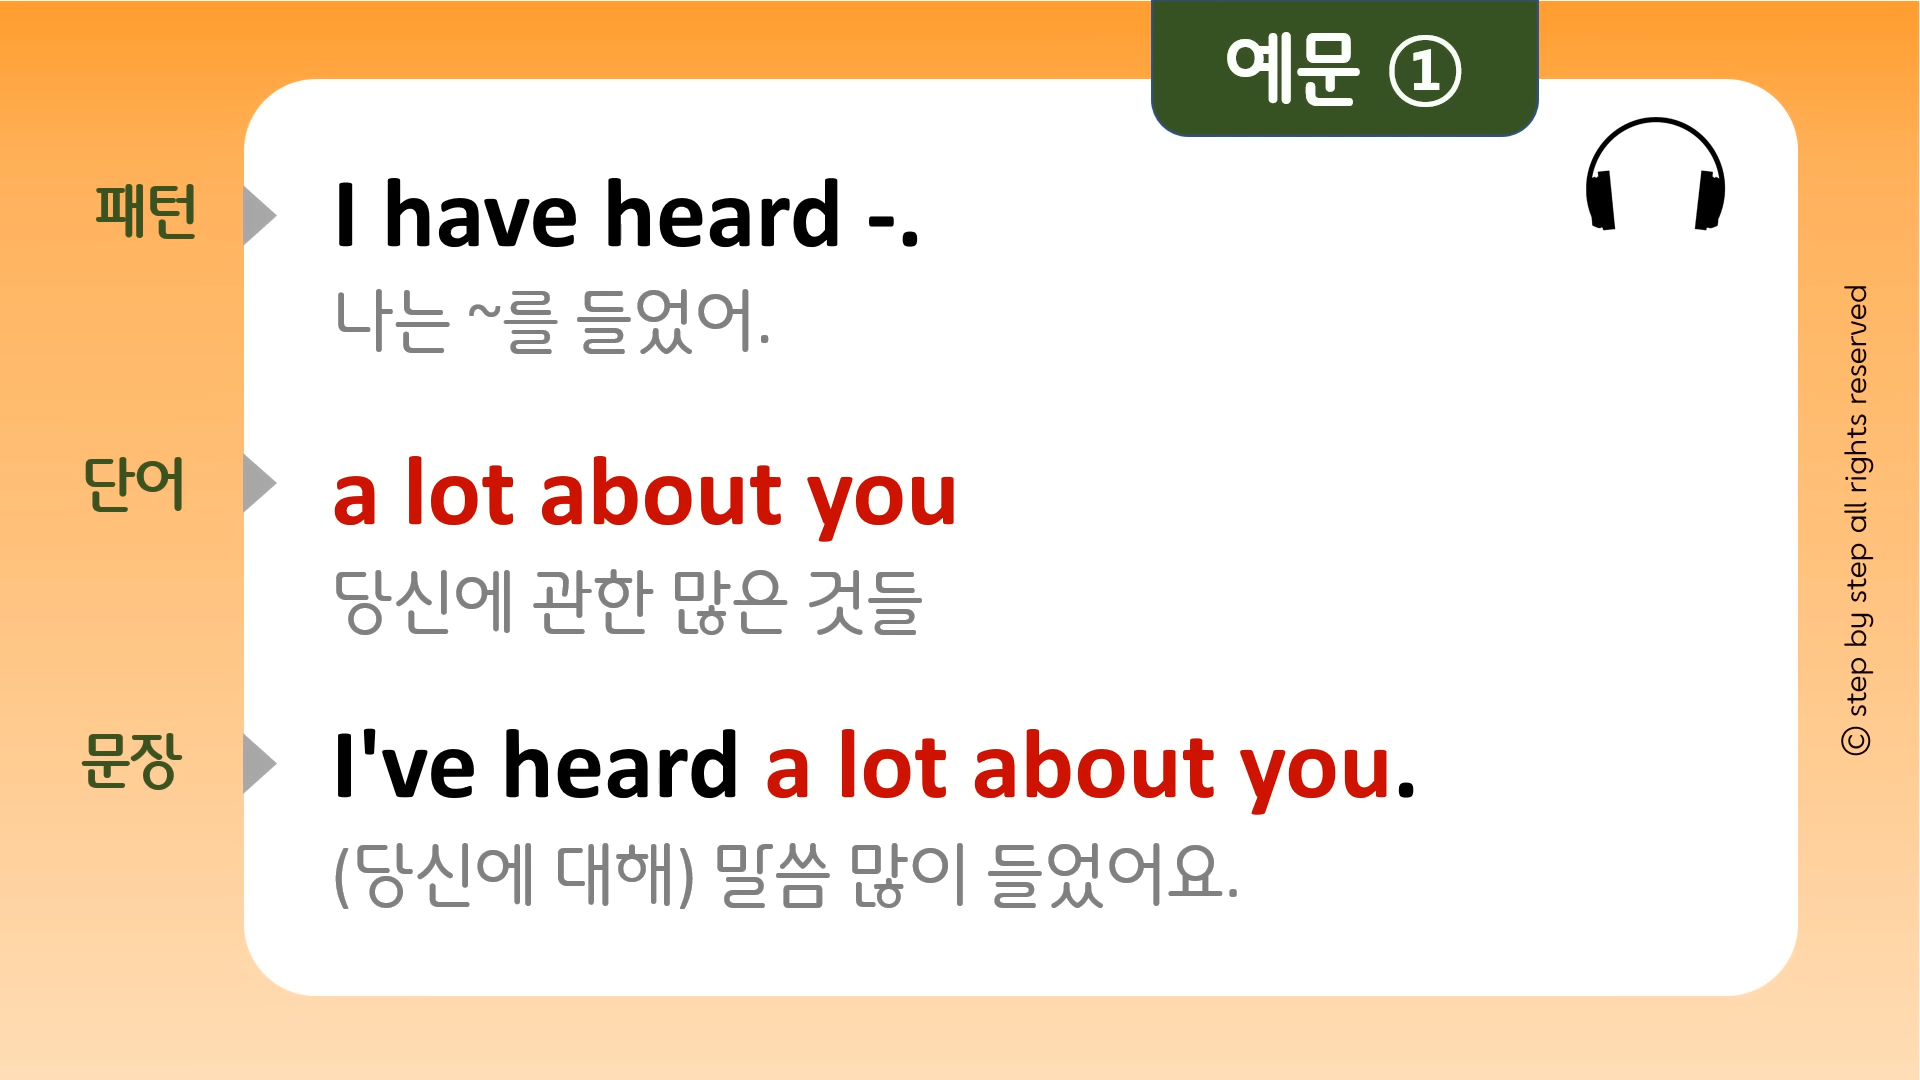 예문 ①
패턴
I have heard -.
나는 ~를 들었어.
단어
a lot about you
당신에 관한 많은 것들
문장
I've heard a lot about you.
(당신에 대해) 말씀 많이 들었어요.
© step by step all rights reserved